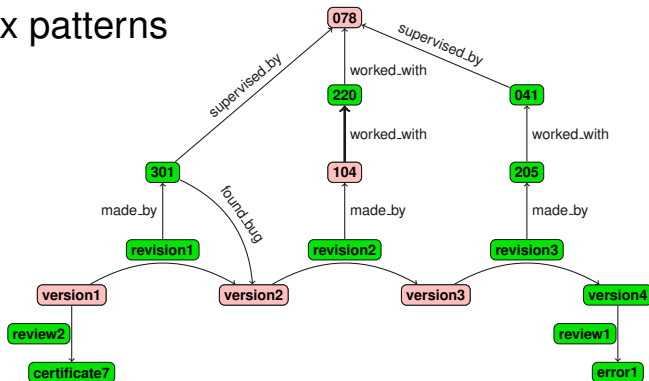 x patterns
078
supervised_by
supervised_by
worked_with
220
041
worked_with
worked_with
301
104
205
made_by
found_bug
made_by
made_by
revision1
revision2
revision3
version1
version2
version3
version4
review2
review1
certificate7
error1